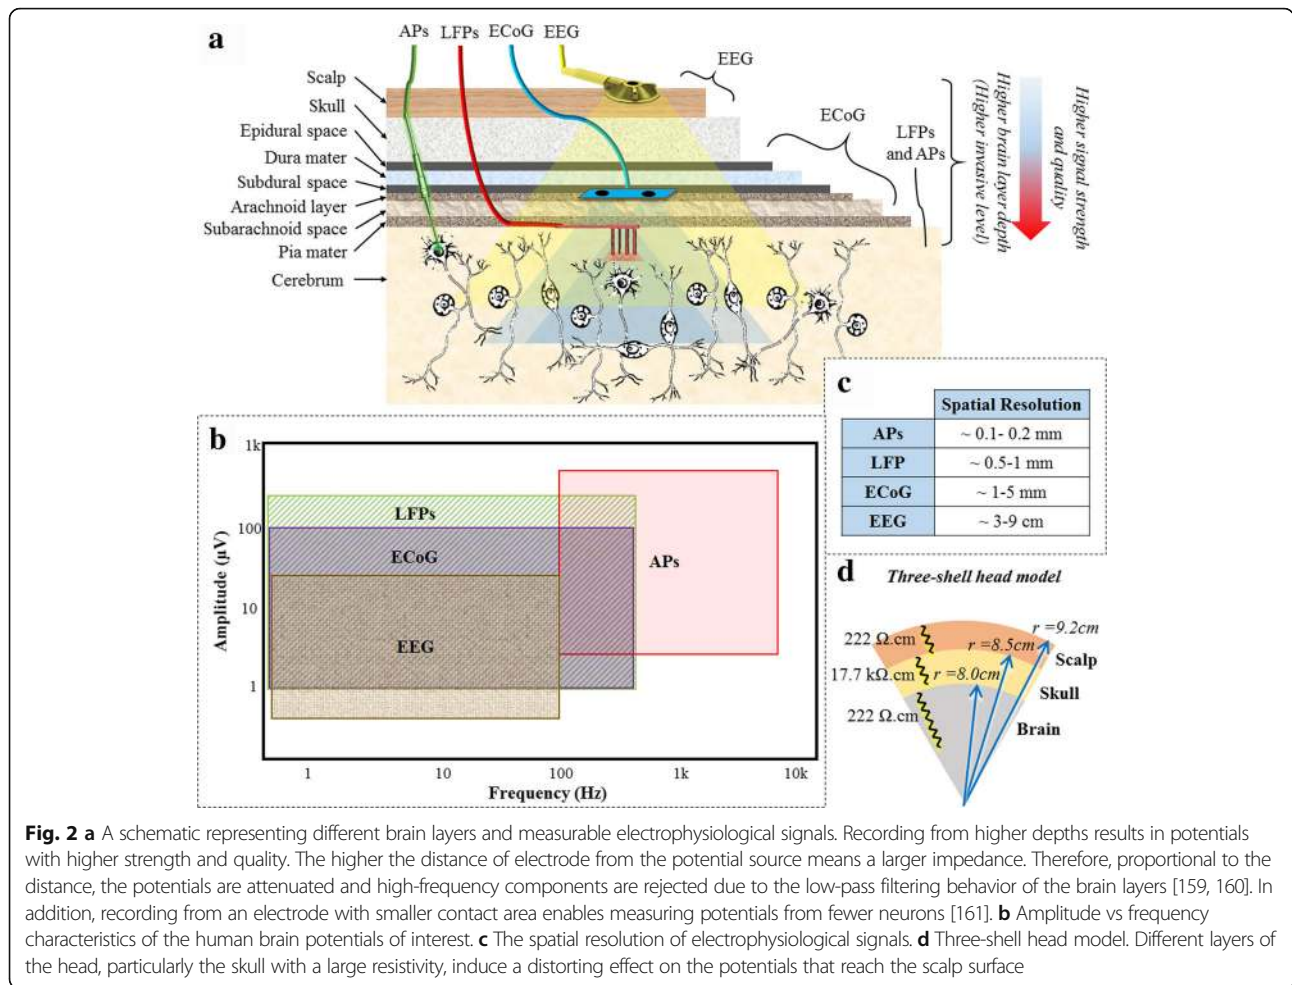 a
APs LFPs ECoG EEG
EEG
Scalp
Skull
Epidural space
Dura mater
Subdural space
Arachnoid layer
Subarachnoid space
Pia mater
Cerebrum
ECoG
LFPs
and APs
Higher brain layer depth
(Higher invasive level)
Higher signal strength
and quality
b
1k
100
10
1
Amplitude (µV)
LFPs
ECoG
EEG
APs
1 10 100 1k 10k
Frequency (Hz)
c
Spatial Resolution
APs ~ 0.1- 0.2 mm
LFP ~ 0.5-1 mm
ECoG ~ 1-5 mm
EEG ~ 3-9 cm
d Three-shell head model
r =9.2cm
222 Ω.cm r =8.5cm
Scalp
17.7 kΩ.cm r =8.0cm
Skull
222 Ω.cm
Brain
Fig. 2 a A schematic representing different brain layers and measurable electrophysiological signals. Recording from higher depths results in potentials
with higher strength and quality. The higher the distance of electrode from the potential source means a larger impedance. Therefore, proportional to the
distance, the potentials are attenuated and high-frequency components are rejected due to the low-pass filtering behavior of the brain layers [159, 160]. In
addition, recording from an electrode with smaller contact area enables measuring potentials from fewer neurons [161]. b Amplitude vs frequency
characteristics of the human brain potentials of interest. c The spatial resolution of electrophysiological signals. d Three-shell head model. Different layers of
the head, particularly the skull with a large resistivity, induce a distorting effect on the potentials that reach the scalp surface